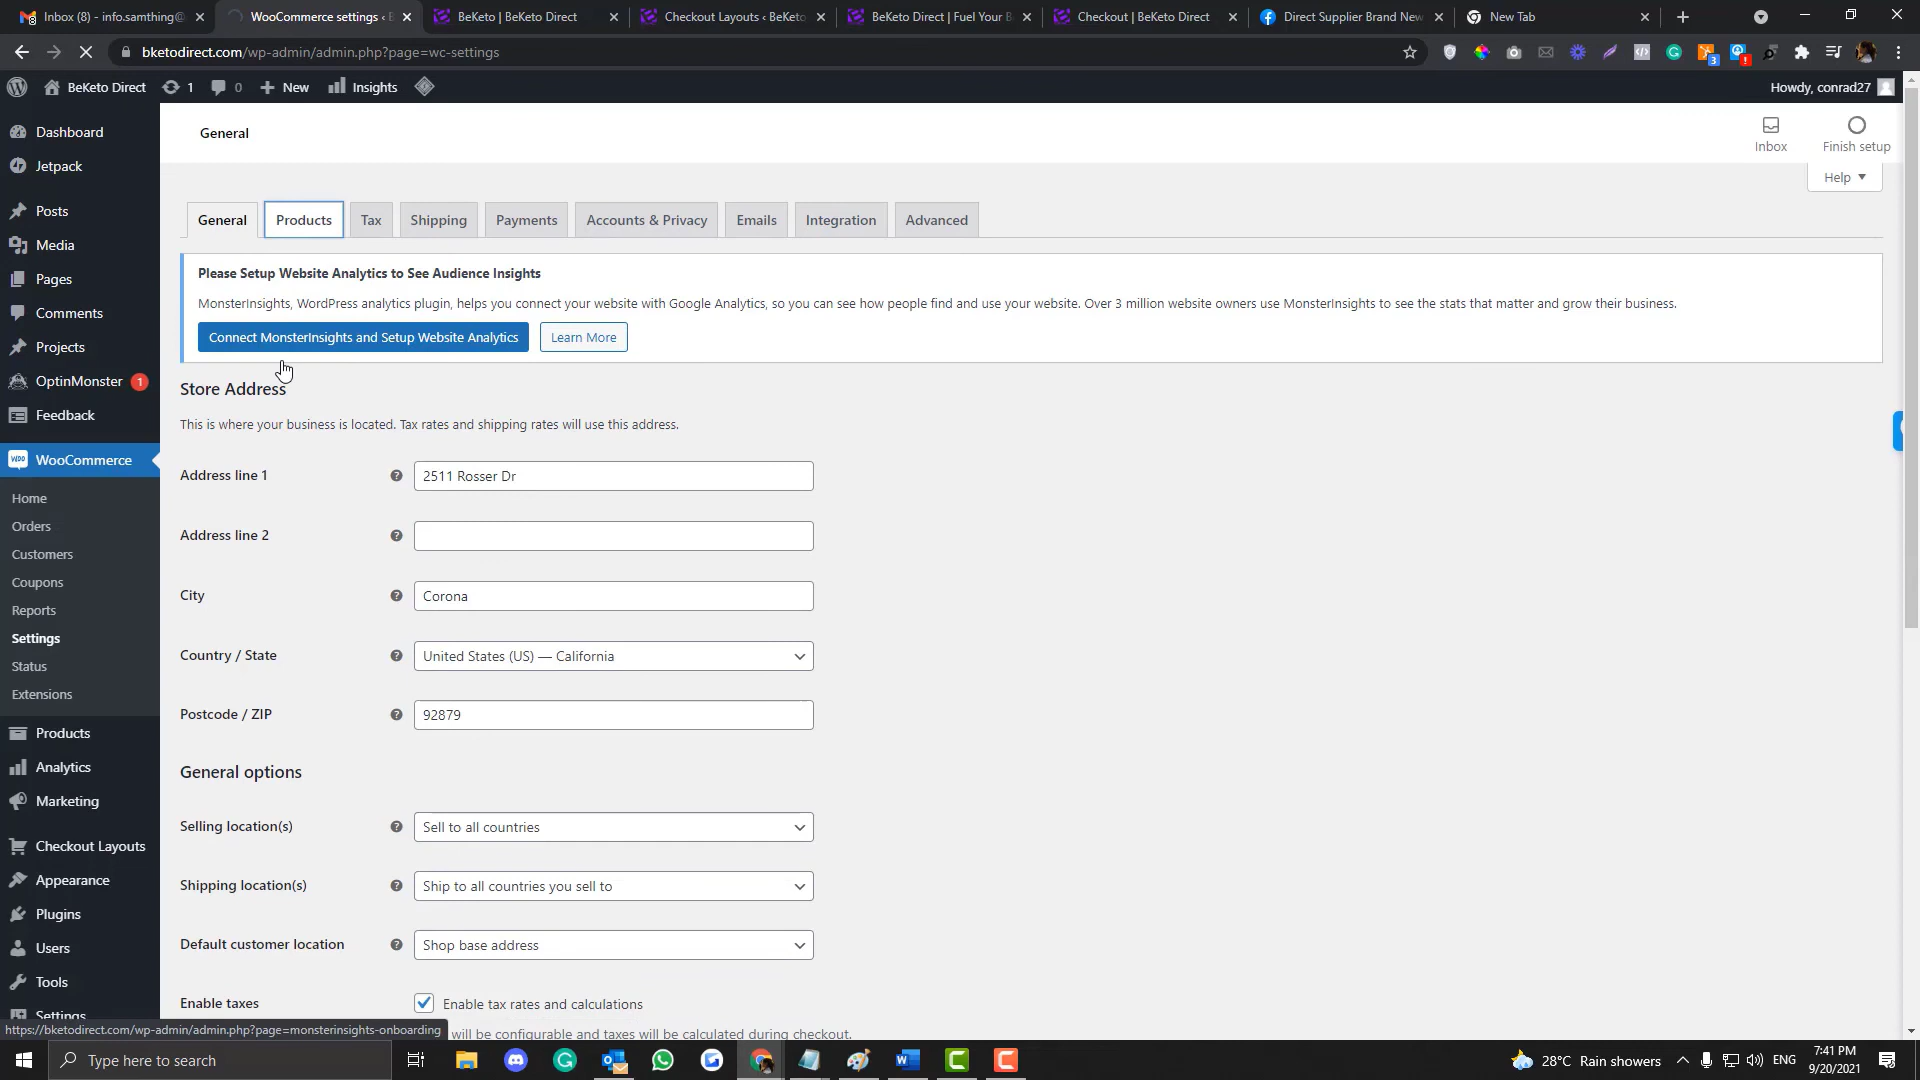 Inbox (8) - info.samthing@
WooCommerce settings ‹ B
BeKeto | BeKeto Direct
Checkout Layouts ‹ BeKeto
BeKeto Direct | Fuel Your B
Checkout | BeKeto Direct
Direct Supplier Brand New
New Tab
bketodirect.com/wp-admin/admin.php?page=wc-settings
3
BeKeto Direct
1
0
New
Insights
Howdy, conrad27
Dashboard
Jetpack
Posts
Media
Pages
Comments
Projects
OptinMonster 1
Feedback
WooCommerce
Home
Orders
Customers
Coupons
Reports
Settings
Status
Extensions
Products
Analytics
Marketing
Checkout Layouts
Appearance
Plugins
Users
Tools
Settings
General
Inbox
Finish setup
Help
General
Products
Tax
Shipping
Payments
Accounts & Privacy
Emails
Integration
Advanced
Please Setup Website Analytics to See Audience Insights
MonsterInsights, WordPress analytics plugin, helps you connect your website with Google Analytics, so you can see how people find and use your website. Over 3 million website owners use MonsterInsights to see the stats that matter and grow their business.
Connect MonsterInsights and Setup Website Analytics
Learn More
Store Address
This is where your business is located. Tax rates and shipping rates will use this address.
Address line 1
2511 Rosser Dr
Address line 2
City
Corona
Country / State
United States (US) — California
Postcode / ZIP
92879
General options
Selling location(s)
Sell to all countries
Shipping location(s)
Ship to all countries you sell to
Default customer location
Shop base address
Enable taxes
Enable tax rates and calculations
will be configurable and taxes will be calculated during checkout.
https://bketodirect.com/wp-admin/admin.php?page=monsterinsights-onboarding
Type here to search
28°C Rain showers
ENG
7:41 PM
9/20/2021